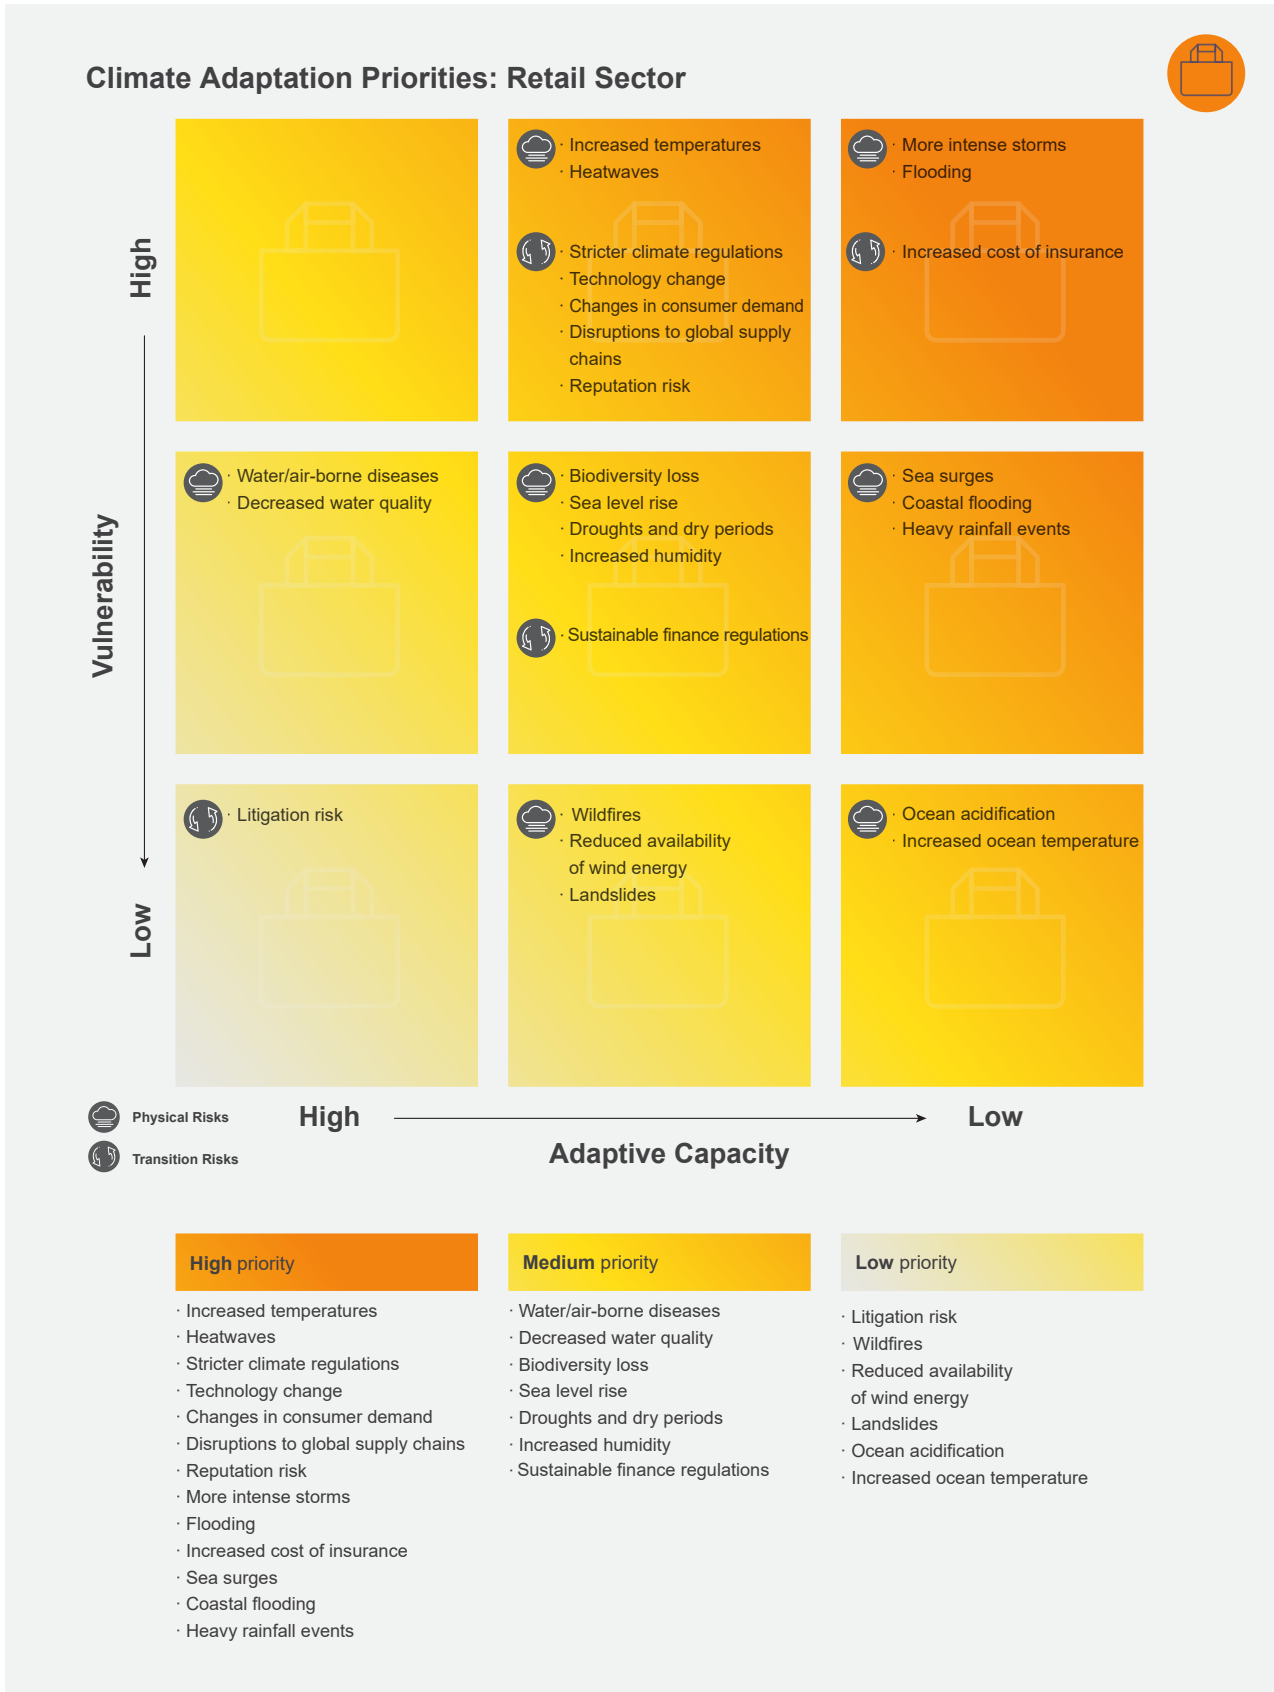 Climate Adaptation Priorities: Retail Sector
High
Vulnerability
Low
· Increased temperatures
· Heatwaves
· Stricter climate regulations
· Technology change
· Changes in consumer demand
· Disruptions to global supply
chains
· Reputation risk
· More intense storms
· Flooding
· Increased cost of insurance
· Water/air-borne diseases
· Decreased water quality
· Biodiversity loss
· Sea level rise
· Droughts and dry periods
· Increased humidity
· Sustainable finance regulations
· Sea surges
· Coastal flooding
· Heavy rainfall events
· Litigation risk
· Wildfires
· Reduced availability
of wind energy
· Landslides
· Ocean acidification
· Increased ocean temperature
Physical Risks
Transition Risks
High
Low
Adaptive Capacity
High priority
· Increased temperatures
· Heatwaves
· Stricter climate regulations
· Technology change
· Changes in consumer demand
· Disruptions to global supply chains
· Reputation risk
· More intense storms
· Flooding
· Increased cost of insurance
· Sea surges
· Coastal flooding
· Heavy rainfall events
Medium priority
· Water/air-borne diseases
· Decreased water quality
· Biodiversity loss
· Sea level rise
· Droughts and dry periods
· Increased humidity
· Sustainable finance regulations
Low priority
· Litigation risk
· Wildfires
· Reduced availability
of wind energy
· Landslides
· Ocean acidification
· Increased ocean temperature